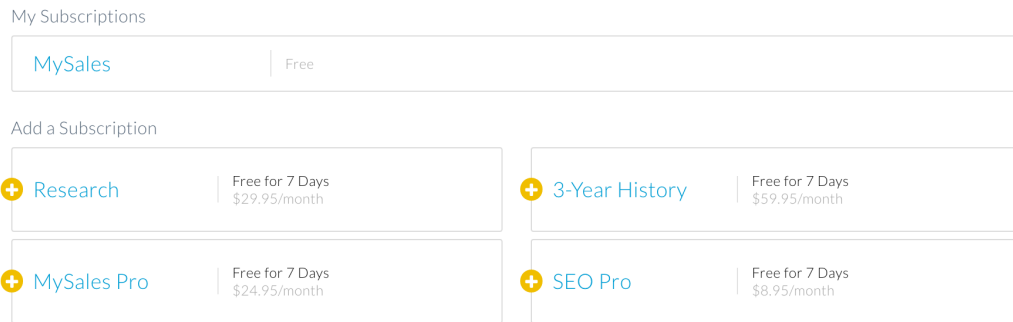 My Subscriptions
MySales
Free
Add a Subscription
Research
Free for 7 Days
$29.95/month
3-Year History
Free for 7 Days
$59.95/month
MySales Pro
Free for 7 Days
$24.95/month
SEO Pro
Free for 7 Days
$8.95/month